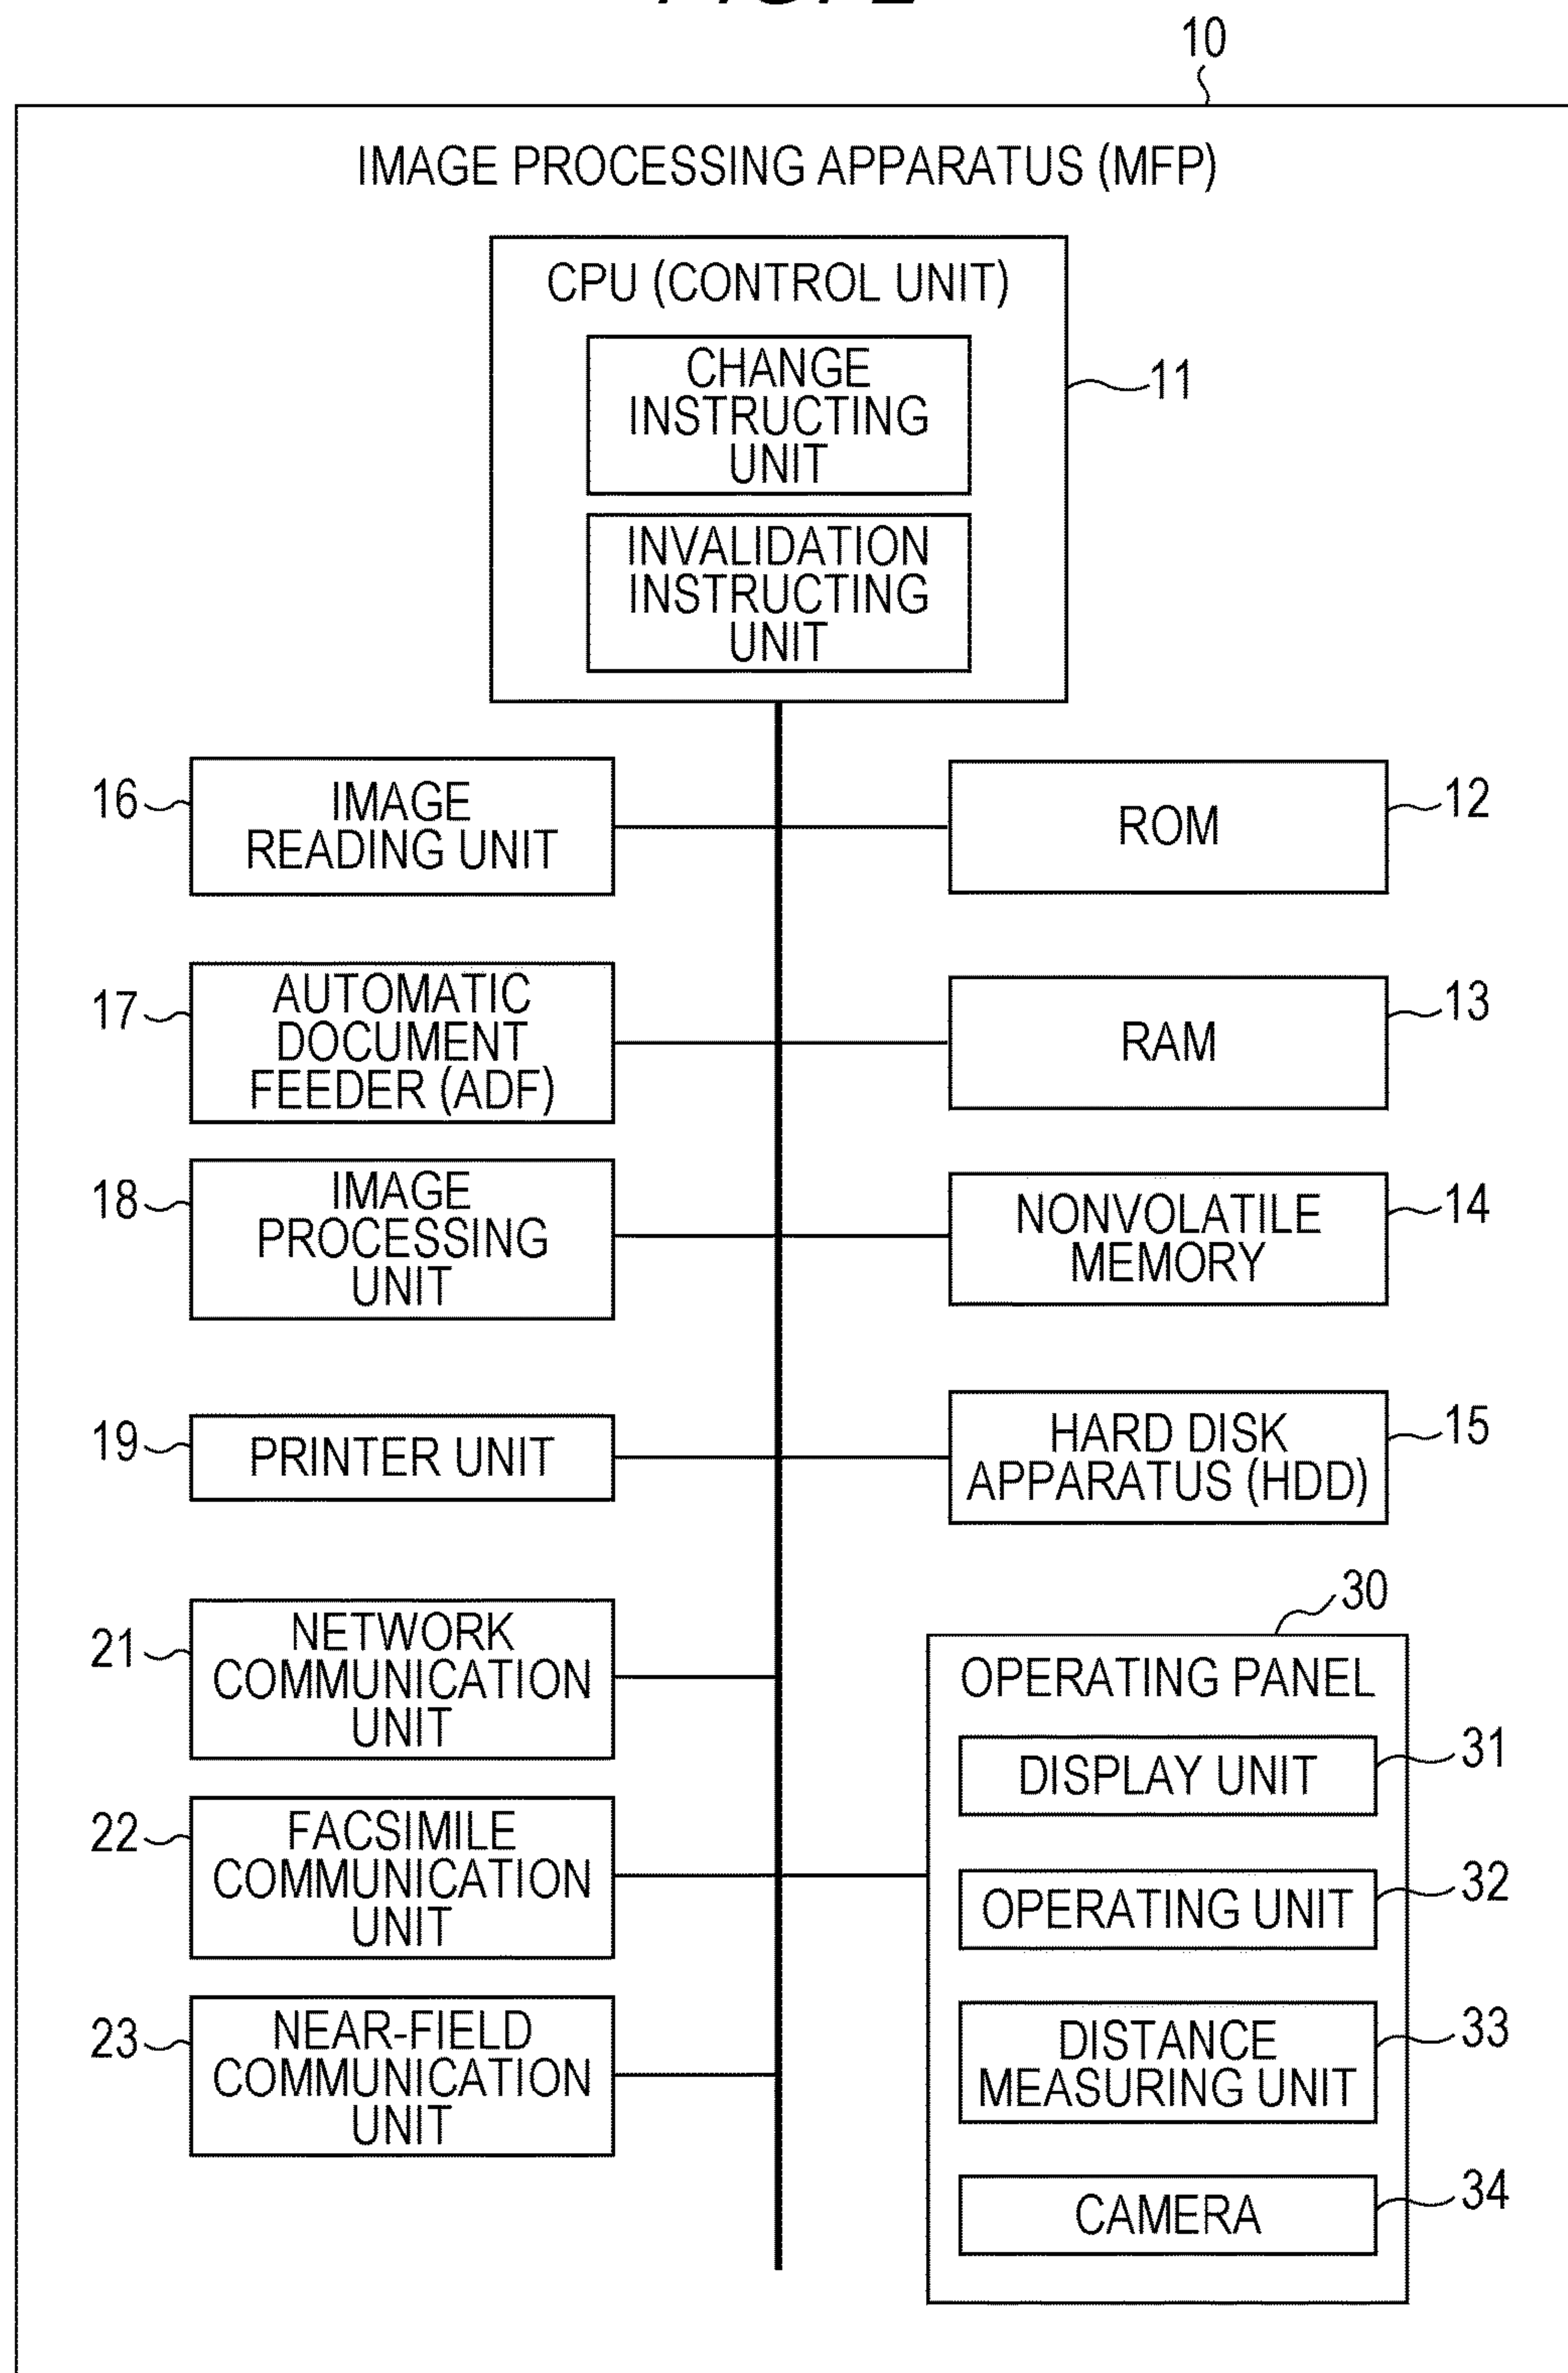 10
IMAGE PROCESSING APPARATUS (MFP)
CPU (CONTROL UNIT)
CHANGE
INSTRUCTING
UNIT
11
INVALIDATION
INSTRUCTING
UNIT
16
IMAGE
READING UNIT
ROM
12
17
AUTOMATIC
DOCUMENT
FEEDER (ADF)
RAM
13
18
IMAGE
PROCESSING
UNIT
NONVOLATILE
MEMORY
14
19
PRINTER UNIT
HARD DISK
APPARATUS (HDD)
15
21
NETWORK
COMMUNICATION
UNIT
30
OPERATING PANEL
DISPLAY UNIT
31
22
FACSIMILE
COMMUNICATION
UNIT
OPERATING UNIT
32
23
NEAR-FIELD
COMMUNICATION
UNIT
DISTANCE
MEASURING UNIT
33
CAMERA
34